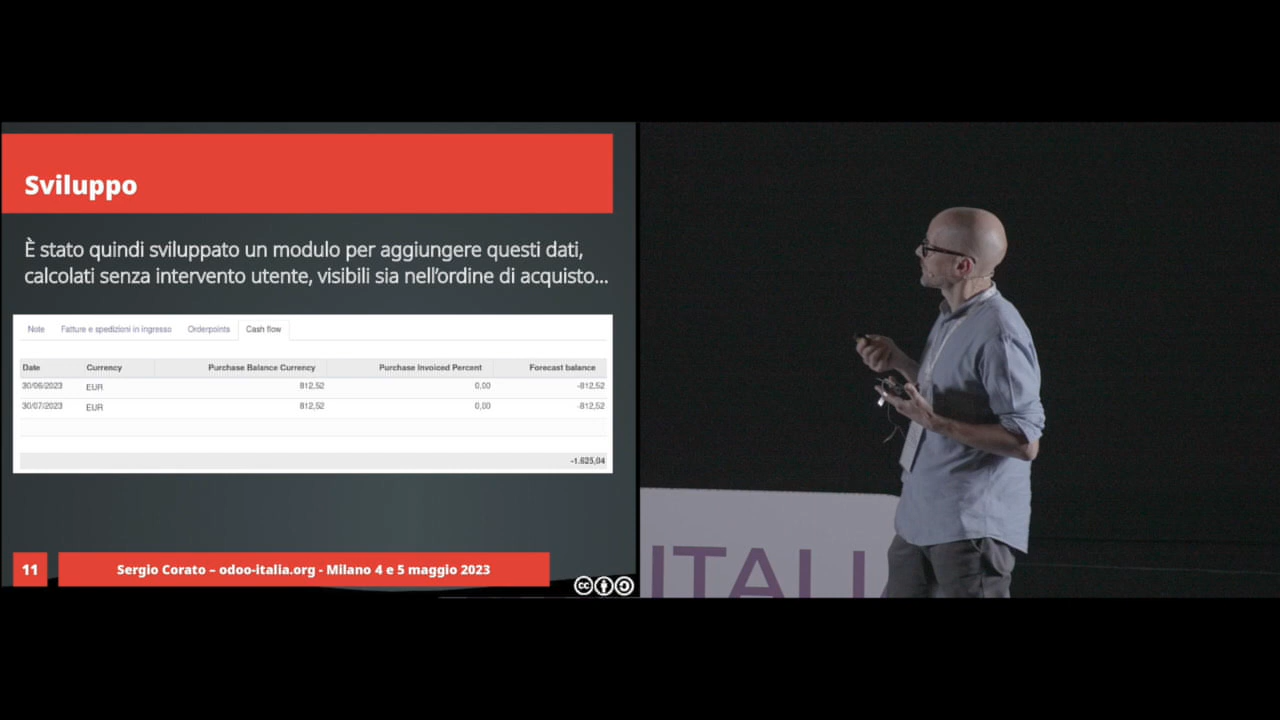 Sviluppo
È stato quindi sviluppato un modulo per aggiungere questi dati,
calcolati senza intervento utente, visibili sia nell'ordine di acquisto...
Note Fatture e spedizioni in ingresso Orderpoints Cash flow
Date Currency Purchase Balance Currency Purchase Invoiced Percent Forecast balance
30/06/2023 EUR 812,52 0,00 -812,52
30/07/2023 EUR 812,52 0,00 -812,52
-1.625,04
11 Sergio Corato – odoo-italia.org - Milano 4 e 5 maggio 2023
cc
ITALI